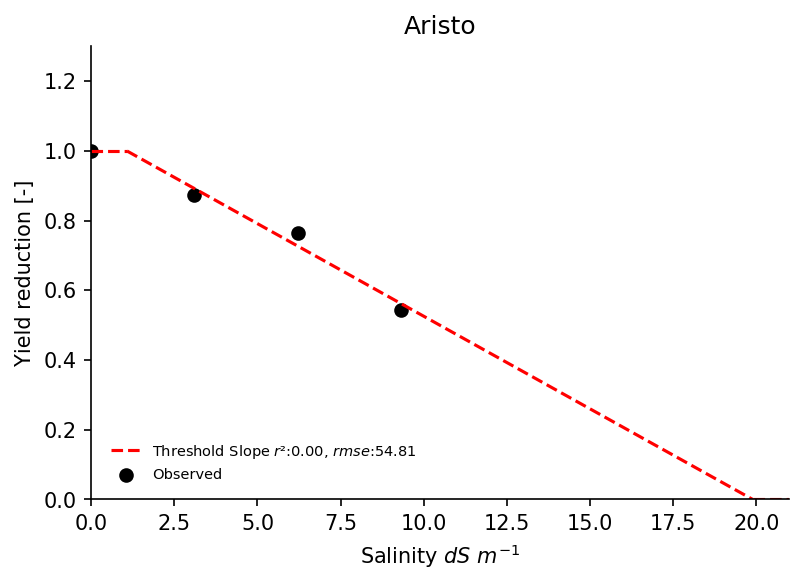 Aristo
Yield reduction [-]
1.2
1.0
0.8
0.6
0.4
0.2
0.0
Threshold Slope r²:0.00, rmse:54.81
Observed
0.0 2.5 5.0 7.5 10.0 12.5 15.0 17.5 20.0
Salinity dS m⁻¹